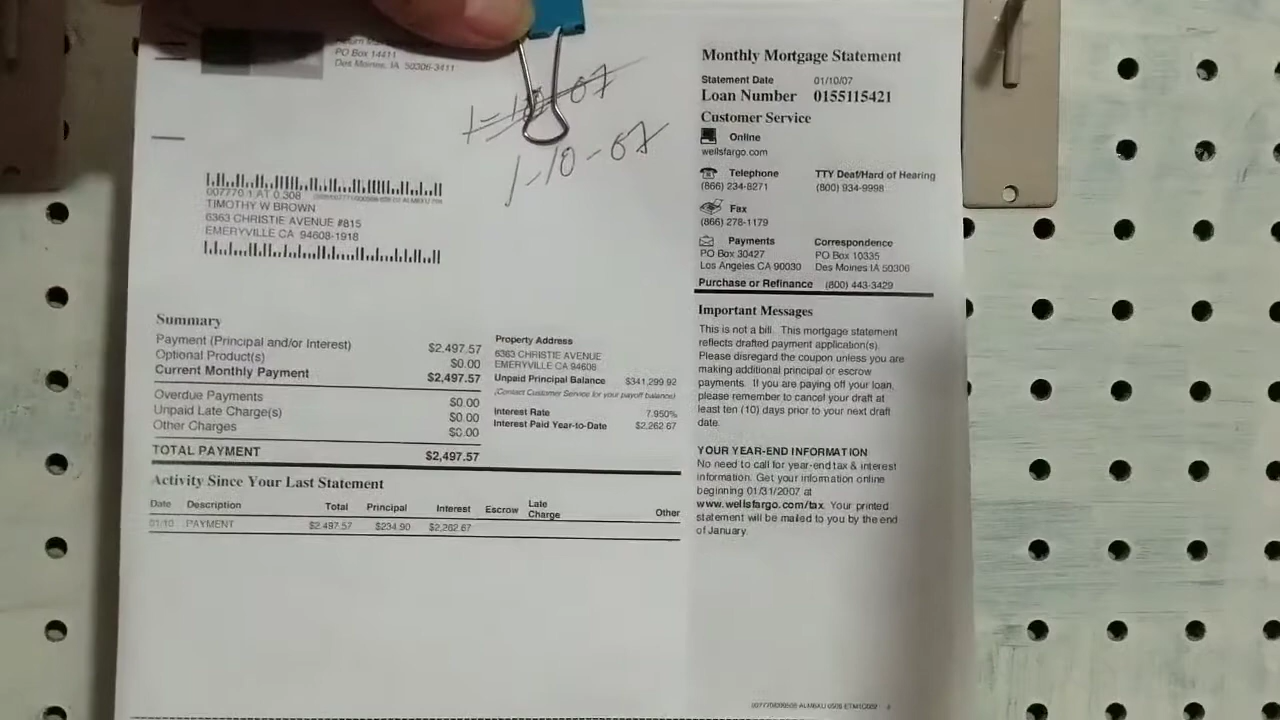 PO Box 14411
Des Moines, IA 50306-3411
1-10-07
1-10-07
007770 1 AT 0.308
TIMOTHY W BROWN
6363 CHRISTIE AVENUE #815
EMERYVILLE CA 94608-1918
Monthly Mortgage Statement
Statement Date 01/10/07
Loan Number 0155115421
Customer Service
Online
wellsfargo.com
Telephone TTY Deaf/Hard of Hearing
(866) 234-8271 (800) 934-9998
Fax
(866) 278-1179
Payments Correspondence
PO Box 30427 PO Box 10335
Los Angeles CA 90030 Des Moines IA 50306
Purchase or Refinance (800) 443-3429
Summary
Payment (Principal and/or Interest) $2,497.57
Optional Product(s) $0.00
Current Monthly Payment $2,497.57
Overdue Payments $0.00
Unpaid Late Charge(s) $0.00
Other Charges $0.00
TOTAL PAYMENT $2,497.57
Property Address
6363 CHRISTIE AVENUE
EMERYVILLE CA 94608
Unpaid Principal Balance $341,299.92
(Contact Customer Service for your payoff balance)
Interest Rate 7.950%
Interest Paid Year-to-Date $2,262.67
Important Messages
This is not a bill. This mortgage statement
reflects drafted payment application(s).
Please disregard the coupon unless you are
making additional principal or escrow
payments. If you are paying off your loan,
please remember to cancel your draft at
least ten (10) days prior to your next draft
date.
YOUR YEAR-END INFORMATION
No need to call for year-end tax & interest
information. Get your information online
beginning 01/31/2007 at
www.wellsfargo.com/tax. Your printed
statement will be mailed to you by the end
of January.
Activity Since Your Last Statement
Date Description Total Principal Interest Escrow Late Charge Other
01/10 PAYMENT $2,497.57 $234.90 $2,262.67